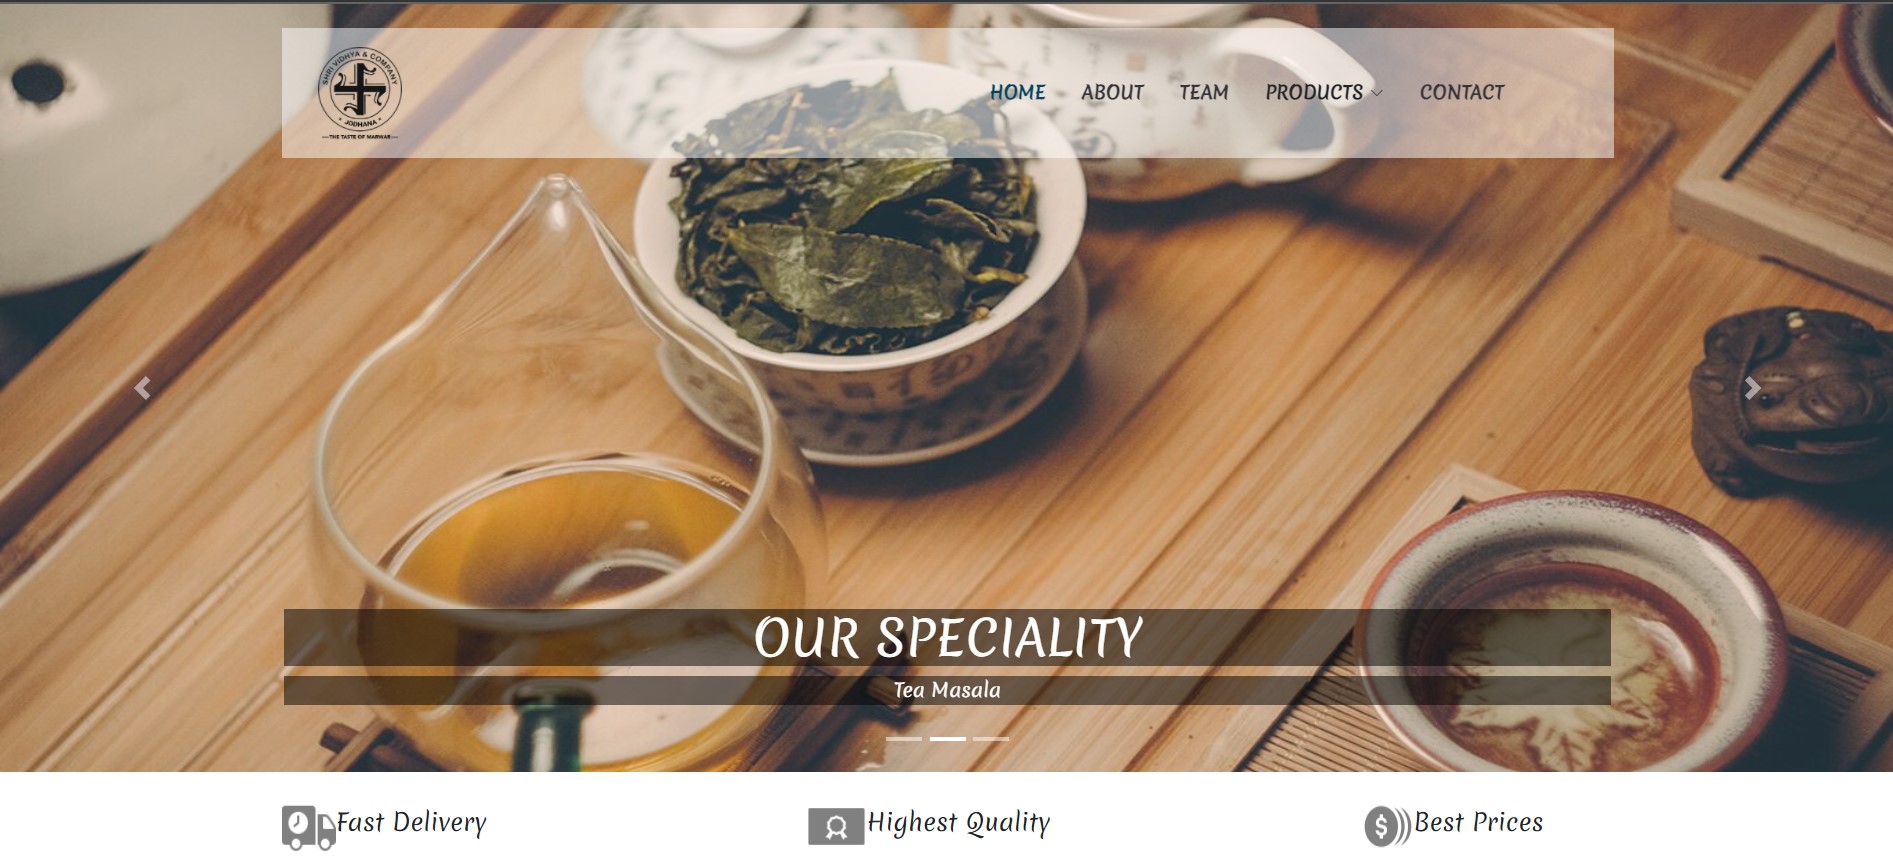 SHRI VIDHYA & COMPANY
JODHANA
THE TASTE OF MARWAR
HOME ABOUT TEAM PRODUCTS CONTACT
OUR SPECIALITY
Tea Masala
Fast Delivery Highest Quality Best Prices